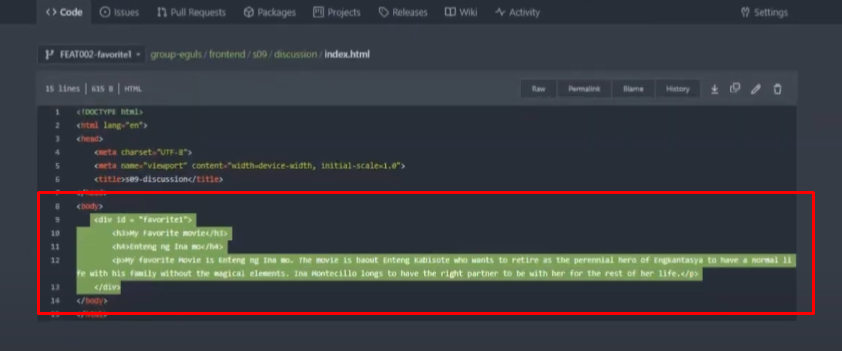 Code Issues Pull Requests Packages Projects Releases Wiki Activity Settings
FEAT002-favorite1 group-eguls / frontend / s09 / discussion / index.html
15 lines | 615 B | HTML Raw Permalink Blame History
1 <!DOCTYPE html>
2 <html lang="en">
3 <head>
4 <meta charset="UTF-8">
5 <meta name="viewport" content="width=device-width, initial-scale=1.0">
6 <title>s09-discussion</title>
7 </head>
8 <body>
9 <div id = "favorite1">
10 <h3>My Favorite movie</h3>
11 <h4>Enteng ng Ina mo</h4>
12 <p>My favorite Movie is Enteng ng Ina mo. The movie is baout Enteng Kabisote who wants to retire as the perennial hero of Engkantasya to have a normal li
fe with his family without the magical elements. Ina Montecillo longs to have the right partner to be with her for the rest of her life.</p>
13 </div>
14 </body>
15 </html>